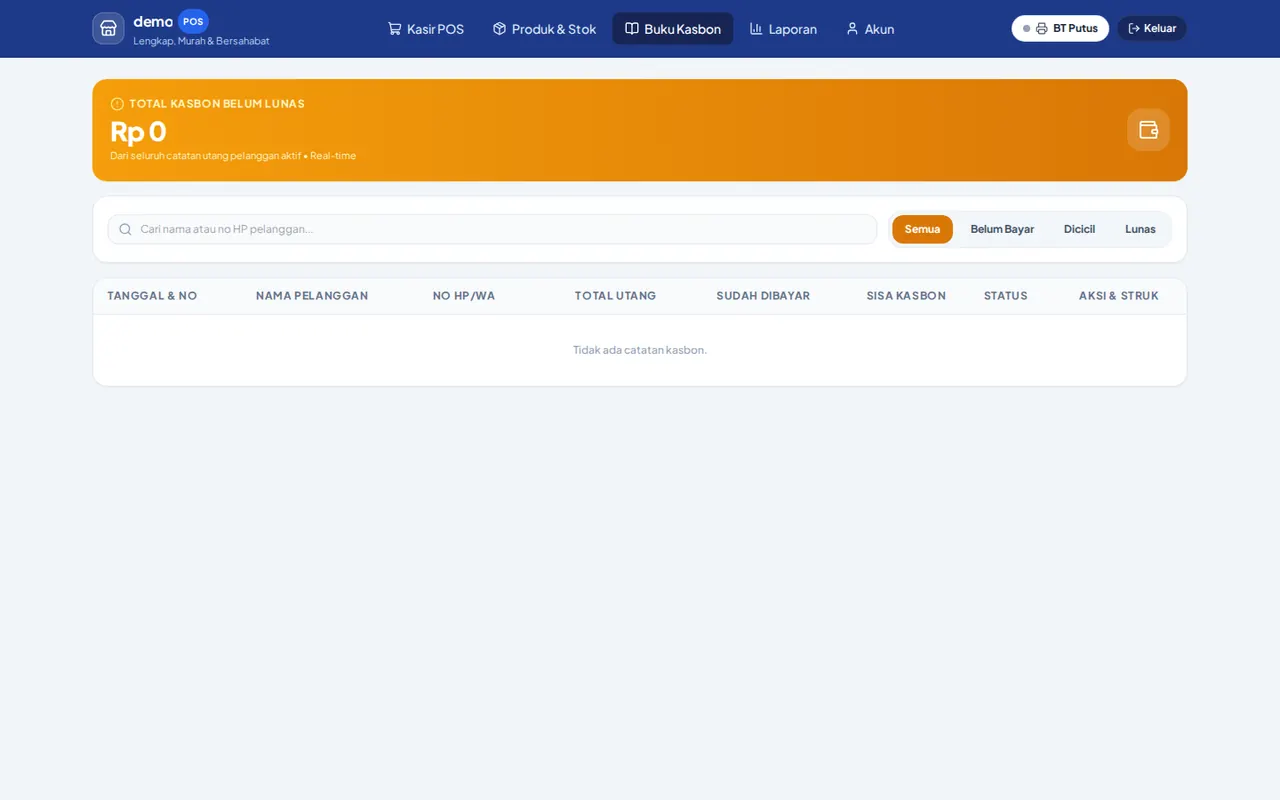 demo POS
Lengkap, Murah & Bersahabat
Kasir POS
Produk & Stok
Buku Kasbon
Laporan
Akun
BT Putus
Keluar
TOTAL KASBON BELUM LUNAS
Rp 0
Dari seluruh catatan utang pelanggan aktif • Real-time
Cari nama atau no HP pelanggan...
Semua
Belum Bayar
Dicicil
Lunas
TANGGAL & NO
NAMA PELANGGAN
NO HP/WA
TOTAL UTANG
SUDAH DIBAYAR
SISA KASBON
STATUS
AKSI & STRUK
Tidak ada catatan kasbon.